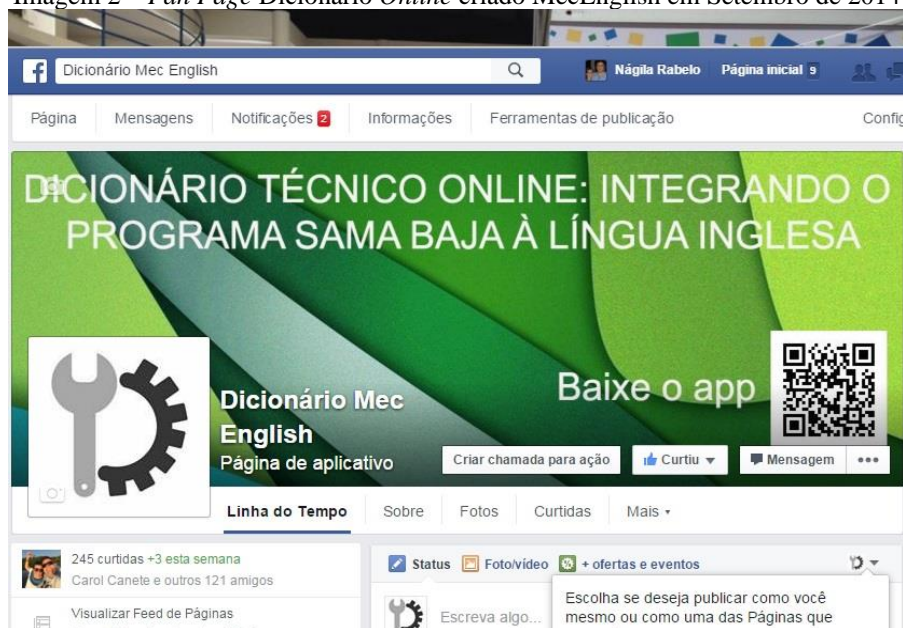 Imagem 2 – Fan Page Dicionário Online criado MecEnglish em Setembro de 2014
Dicionário Mec English
Nágila Rabelo Página inicial 9
Página Mensagens Notificações 2 Informações Ferramentas de publicação Config
DICIONÁRIO TÉCNICO ONLINE: INTEGRANDO O
PROGRAMA SAMA BAJA À LÍNGUA INGLESA
Baixe o app
Dicionário Mec
English
Página de aplicativo
Criar chamada para ação Curtiu Mensagem
Linha do Tempo Sobre Fotos Curtidas Mais
245 curtidas +3 esta semana
Carol Canete e outros 121 amigos
Visualizar Feed de Páginas
Status Foto/vídeo + ofertas e eventos
Escreva algo...
Escolha se deseja publicar como você
mesmo ou como uma das Páginas que